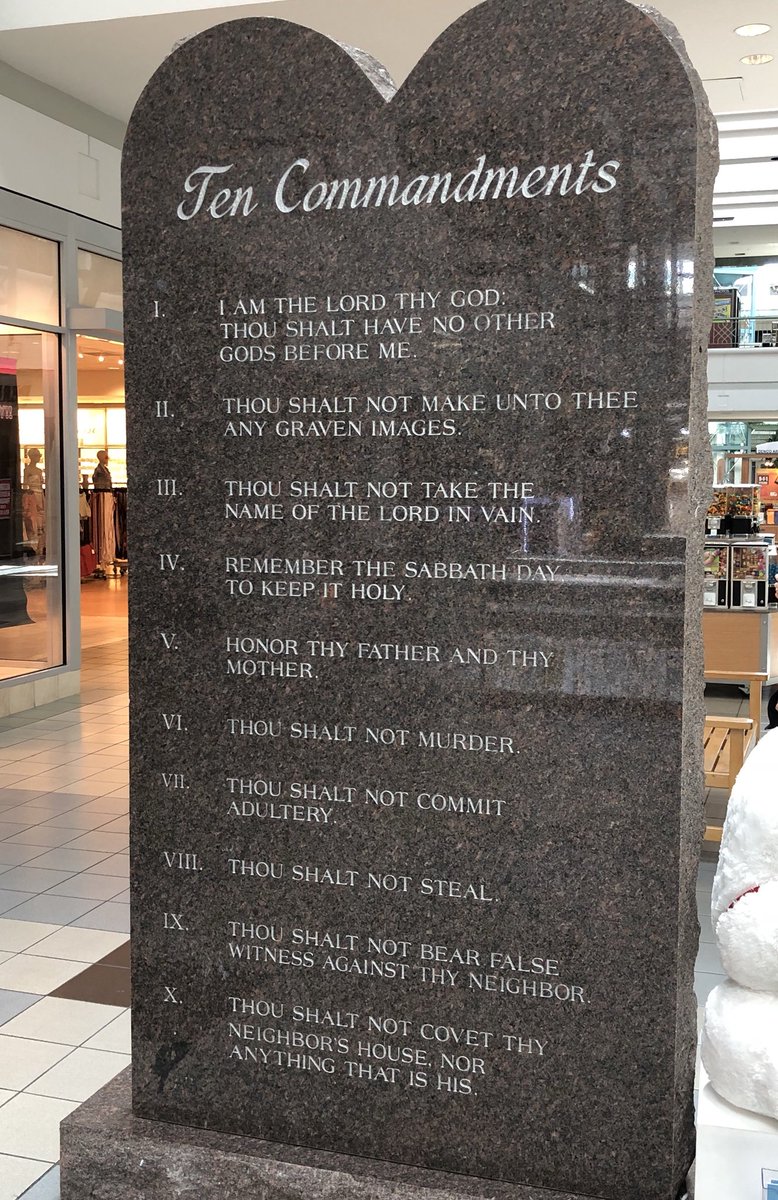 Ten Commandments
I. I AM THE LORD THY GOD:
THOU SHALT HAVE NO OTHER
GODS BEFORE ME.
II. THOU SHALT NOT MAKE UNTO THEE
ANY GRAVEN IMAGES.
III. THOU SHALT NOT TAKE THE
NAME OF THE LORD IN VAIN.
IV. REMEMBER THE SABBATH DAY
TO KEEP IT HOLY.
V. HONOR THY FATHER AND THY
MOTHER.
VI. THOU SHALT NOT MURDER.
VII. THOU SHALT NOT COMMIT
ADULTERY.
VIII. THOU SHALT NOT STEAL.
IX. THOU SHALT NOT BEAR FALSE
WITNESS AGAINST THY NEIGHBOR.
X. THOU SHALT NOT COVET THY
NEIGHBOR'S HOUSE, NOR
ANYTHING THAT IS HIS.